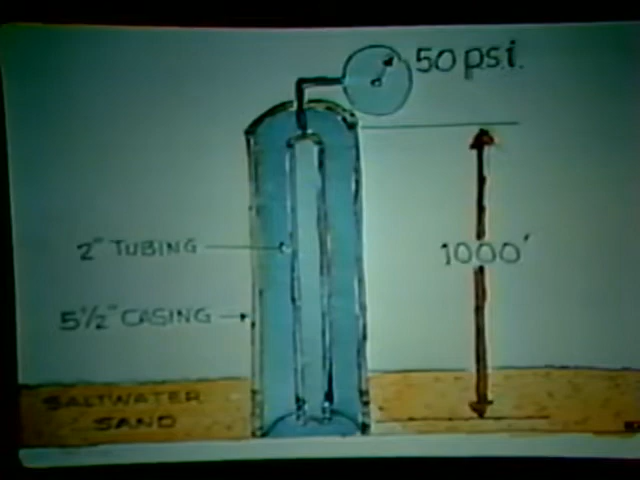 50 psi.
2" TUBING
1000'
5½" CASING
SALTWATER
SAND